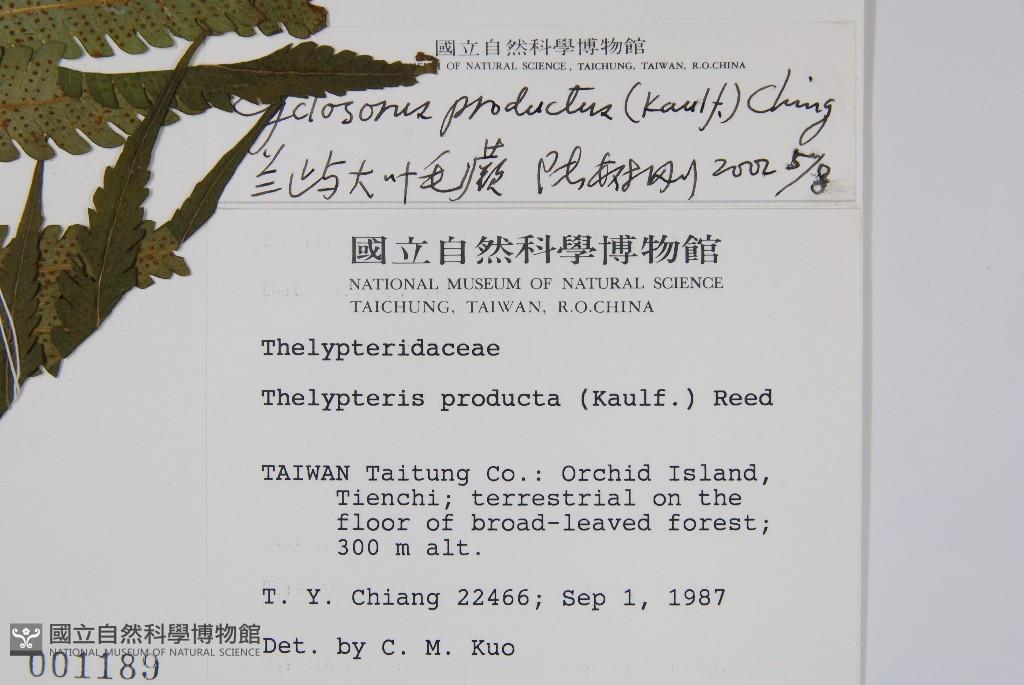 國立自然科學博物館
OF NATURAL SCIENCE, TAICHUNG, TAIWAN, R.O.CHINA
Cyclosorus productus (Kaulf.) Ching
兰屿大叶毛蕨 2002 5/8
國立自然科學博物館
NATIONAL MUSEUM OF NATURAL SCIENCE
TAICHUNG, TAIWAN, R.O.CHINA
Thelypteridaceae
Thelypteris producta (Kaulf.) Reed
TAIWAN Taitung Co.: Orchid Island,
Tienchi; terrestrial on the
floor of broad-leaved forest;
300 m alt.
T. Y. Chiang 22466; Sep 1, 1987
Det. by C. M. Kuo
國立自然科學博物館
NATIONAL MUSEUM OF NATURAL SCIENCE
001189